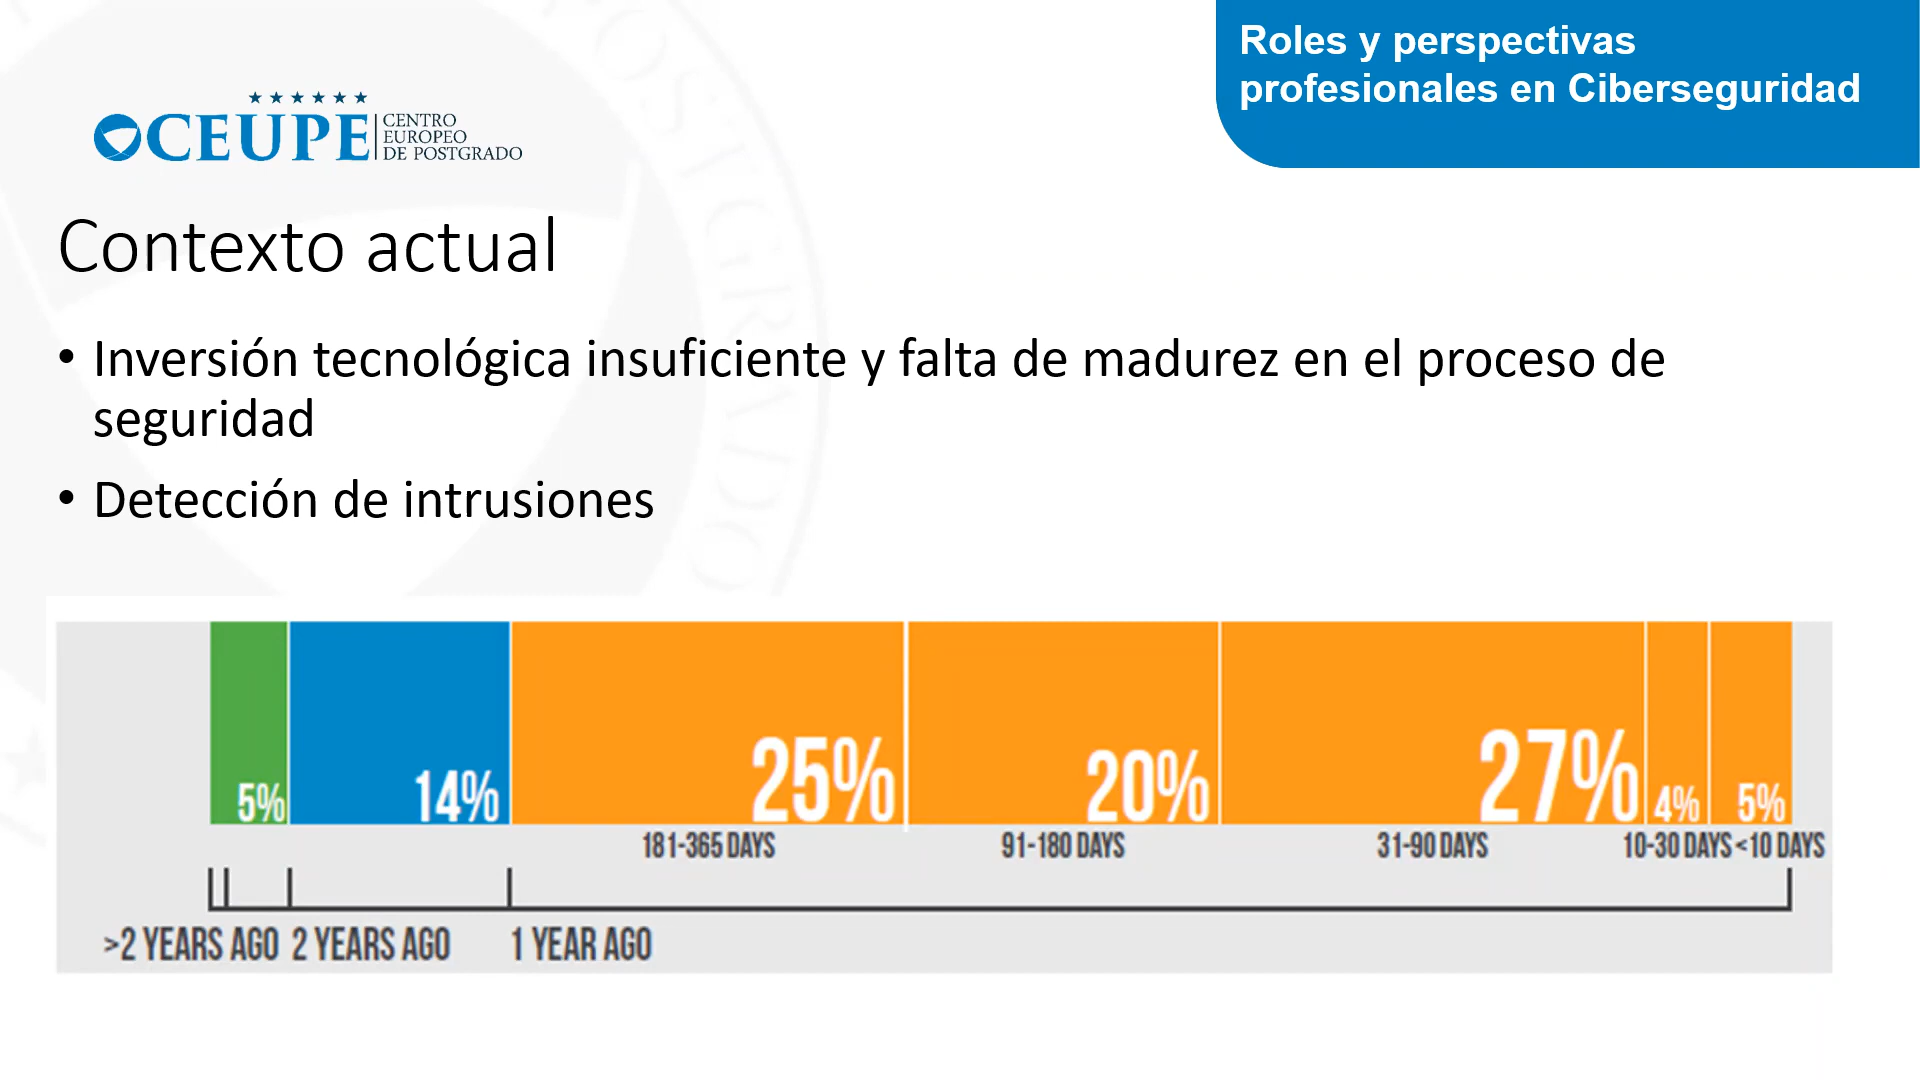 Roles y perspectivas
profesionales en Ciberseguridad
CEUPE
CENTRO
EUROPEO
DE POSTGRADO
Contexto actual
• Inversión tecnológica insuficiente y falta de madurez en el proceso de
seguridad
• Detección de intrusiones
5% 14% 25% 20% 27% 4% 5%
181-365 DAYS 91-180 DAYS 31-90 DAYS 10-30 DAYS <10 DAYS
>2 YEARS AGO 2 YEARS AGO 1 YEAR AGO